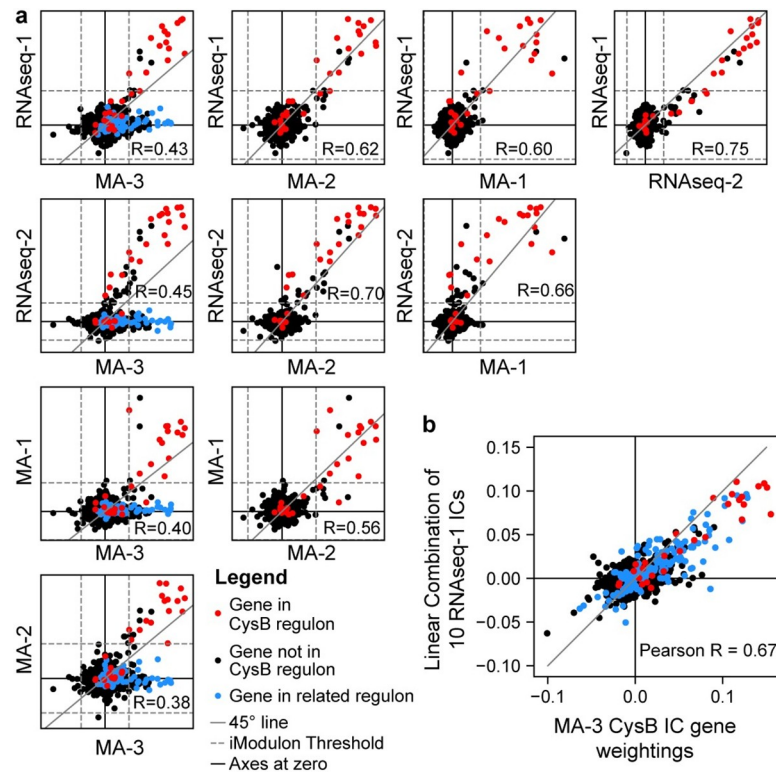 a
RNAseq-1
R=0.43
MA-3
RNAseq-1
R=0.62
MA-2
RNAseq-1
R=0.60
MA-1
RNAseq-1
R=0.75
RNAseq-2
RNAseq-2
R=0.45
MA-3
RNAseq-2
R=0.70
MA-2
RNAseq-2
R=0.66
MA-1
MA-1
R=0.40
MA-3
MA-1
R=0.56
MA-2
MA-2
R=0.38
MA-3
Legend
Gene in
CysB regulon
Gene not in
CysB regulon
Gene in related regulon
45° line
iModulon Threshold
Axes at zero
b
Linear Combination of
10 RNAseq-1 ICs
0.15
0.10
0.05
0.00
−0.05
−0.10
Pearson R = 0.67
−0.1
0.0
0.1
MA-3 CysB IC gene
weightings